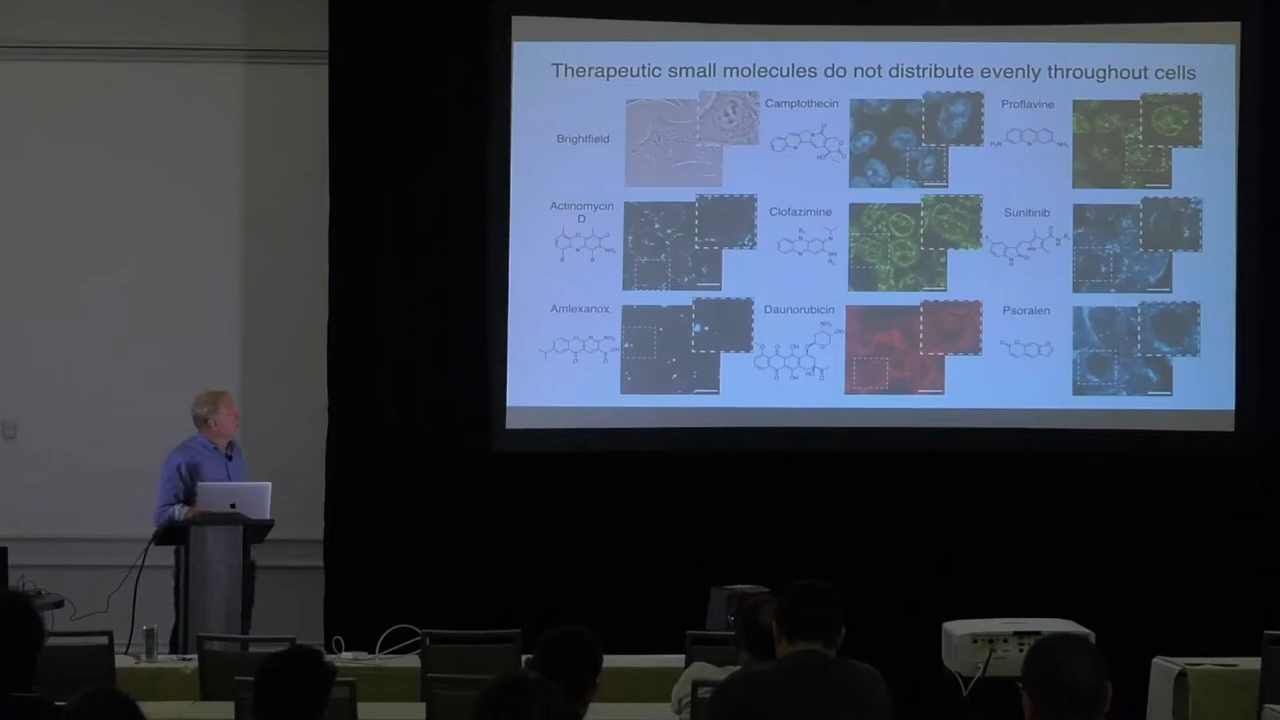 Therapeutic small molecules do not distribute evenly throughout cells
Brightfield
Camptothecin
Proflavine
Actinomycin
D
Clofazimine
Sunitinib
Amlexanox
Daunorubicin
Psoralen